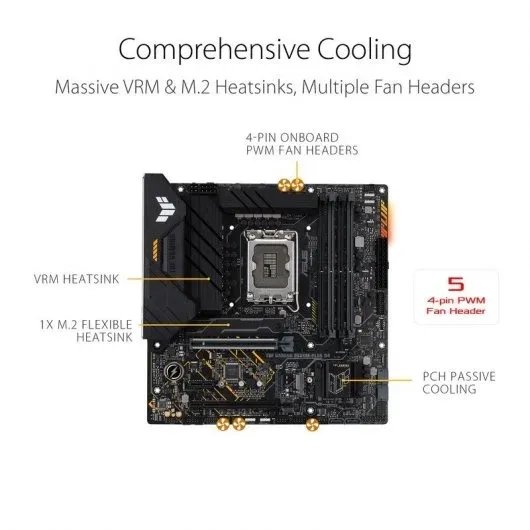 Comprehensive Cooling
Massive VRM & M.2 Heatsinks, Multiple Fan Headers
4-PIN ONBOARD
PWM FAN HEADERS
VRM HEATSINK
1X M.2 FLEXIBLE
HEATSINK
5
4-pin PWM
Fan Header
PCH PASSIVE
COOLING